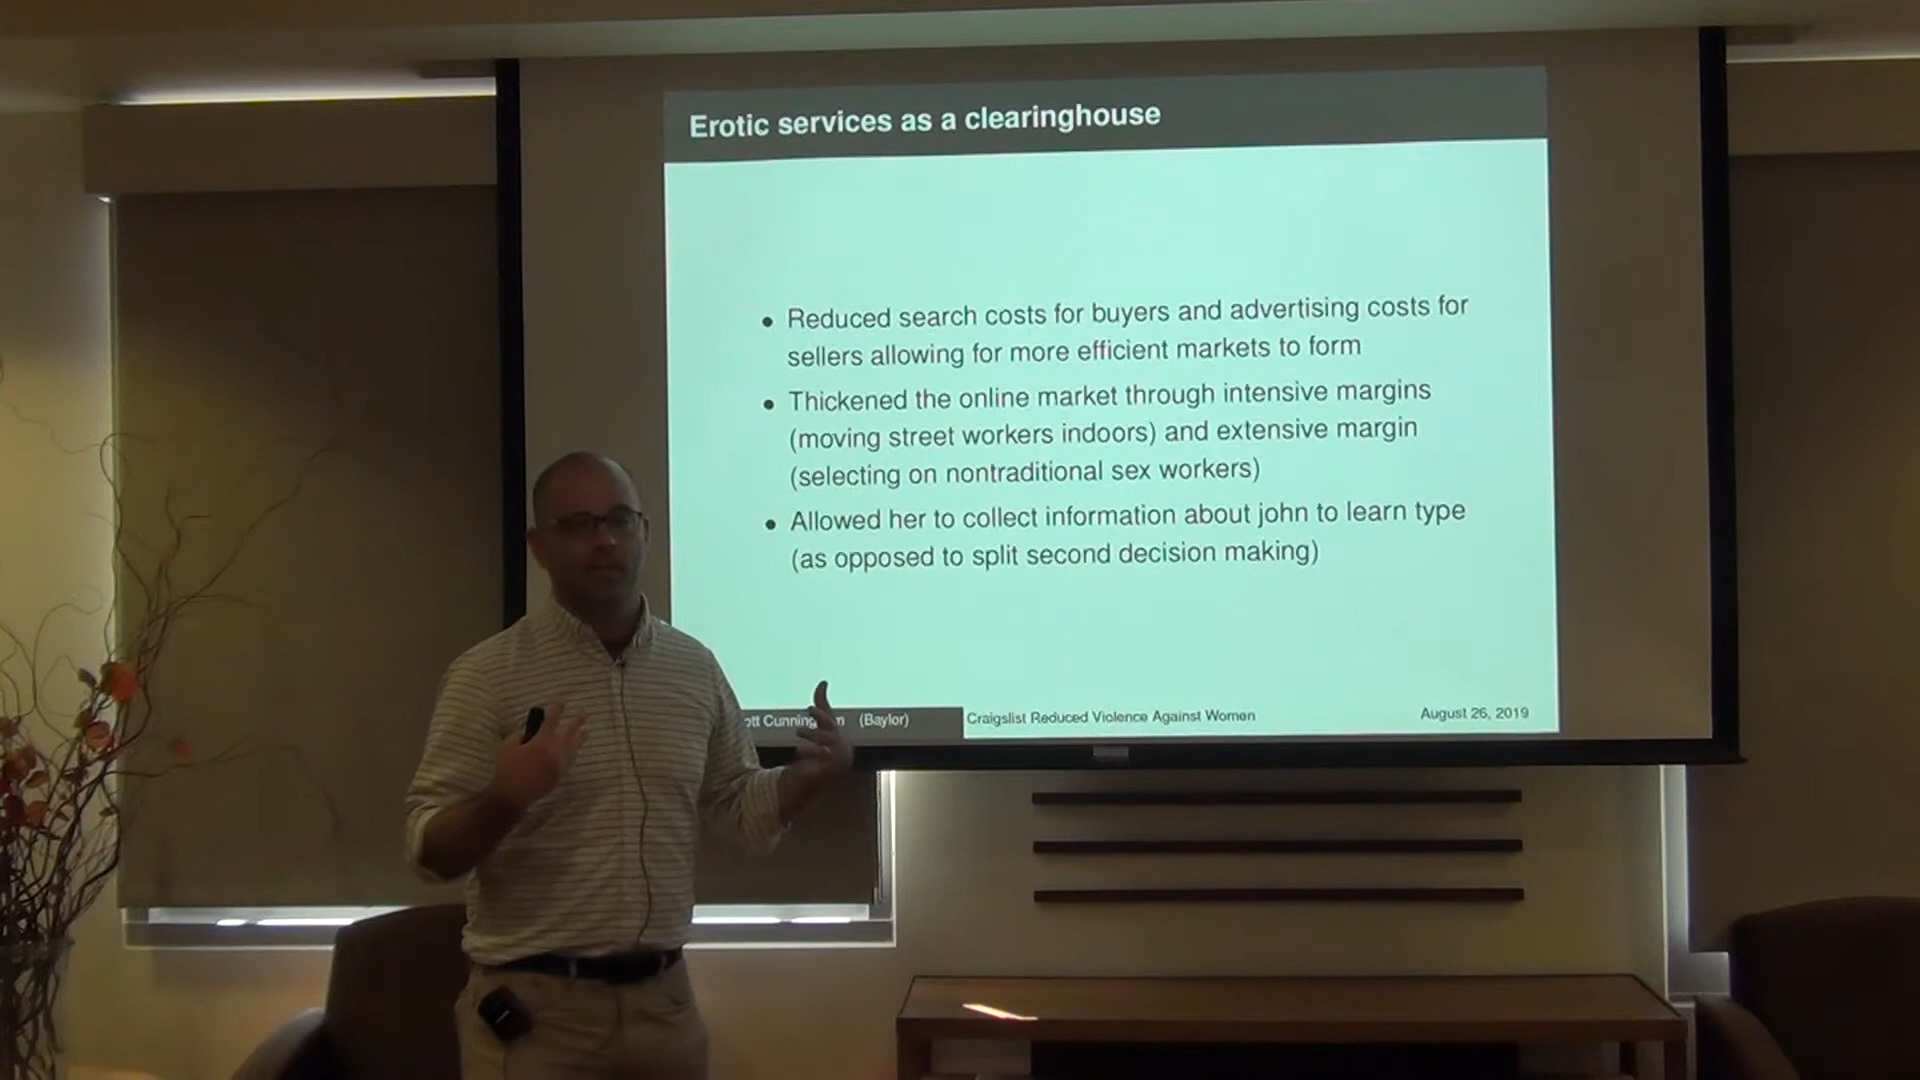 Erotic services as a clearinghouse
• Reduced search costs for buyers and advertising costs for
sellers allowing for more efficient markets to form
• Thickened the online market through intensive margins
(moving street workers indoors) and extensive margin
(selecting on nontraditional sex workers)
• Allowed her to collect information about john to learn type
(as opposed to split second decision making)
(Baylor) Craigslist Reduced Violence Against Women August 26, 2019